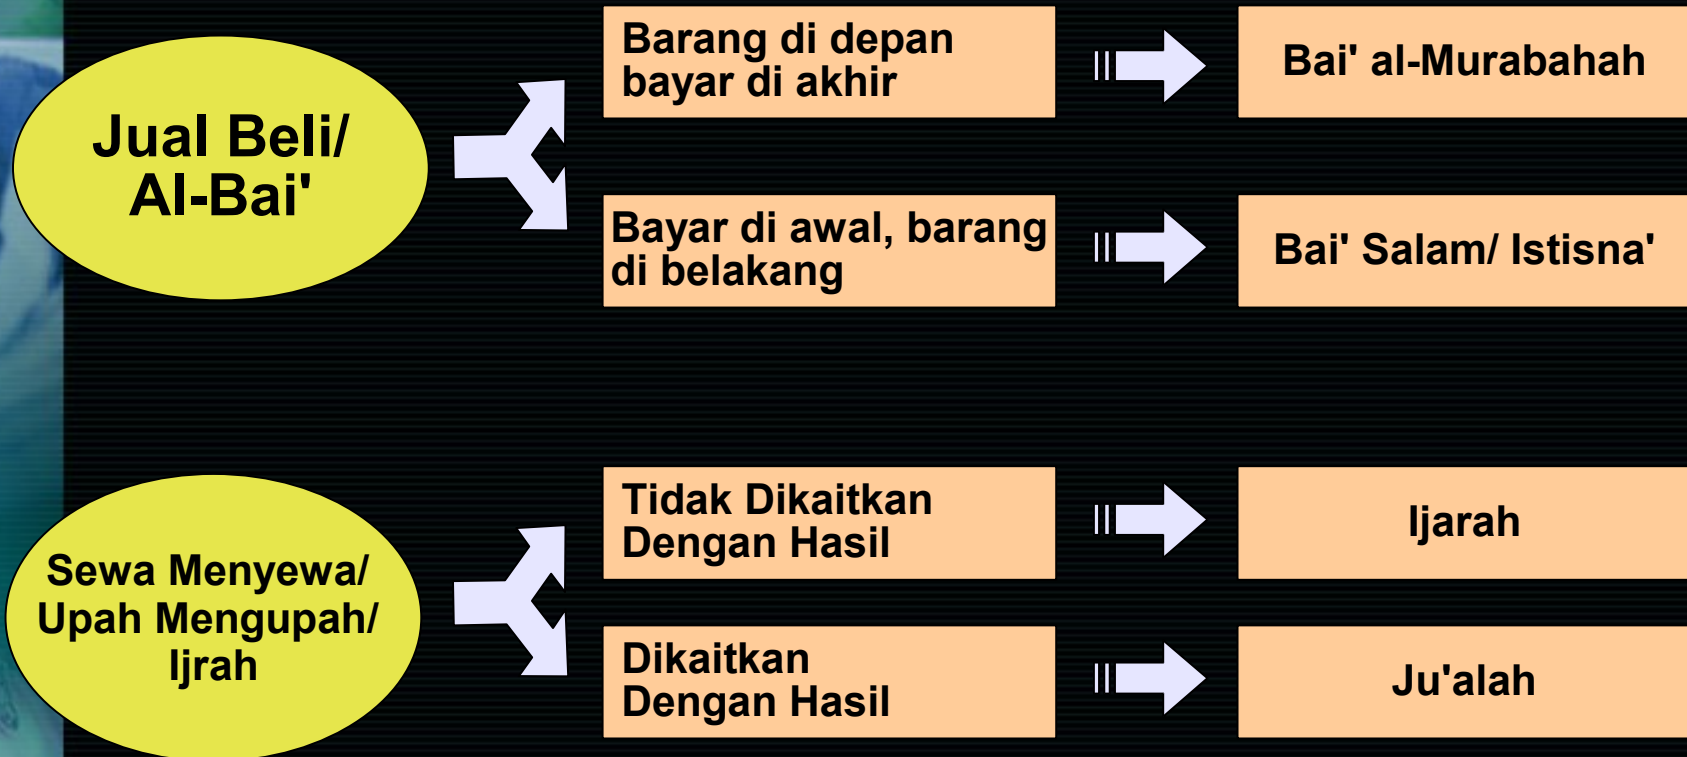 Jual Beli/
Al-Bai'
Barang di depan
bayar di akhir
Bai' al-Murabahah
Bayar di awal, barang
di belakang
Bai' Salam/ Istisna'
Sewa Menyewa/
Upah Mengupah/
Ijrah
Tidak Dikaitkan
Dengan Hasil
Ijarah
Dikaitkan
Dengan Hasil
Ju'alah